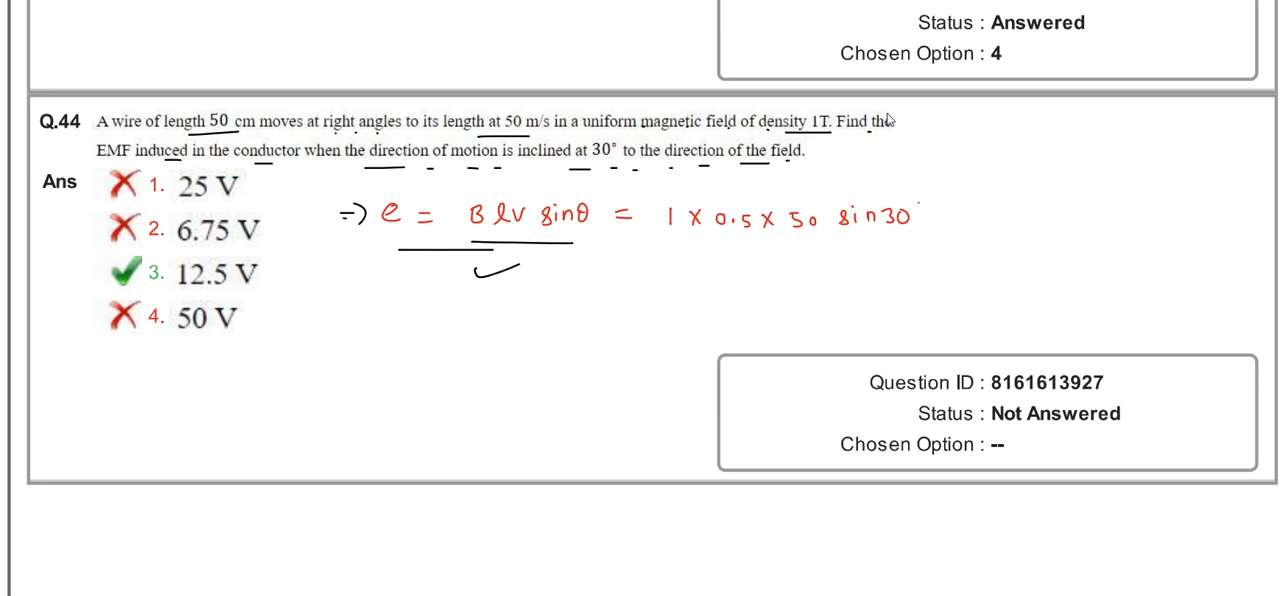 Status : Answered
Chosen Option : 4
Q.44 A wire of length 50 cm moves at right angles to its length at 50 m/s in a uniform magnetic field of density 1T. Find the
EMF induced in the conductor when the direction of motion is inclined at 30° to the direction of the field.
Ans
1. 25 V
2. 6.75 V
3. 12.5 V
4. 50 V
=> e = Blv sinθ = 1 × 0.5 × 50 sin30°
Question ID : 8161613927
Status : Not Answered
Chosen Option : --